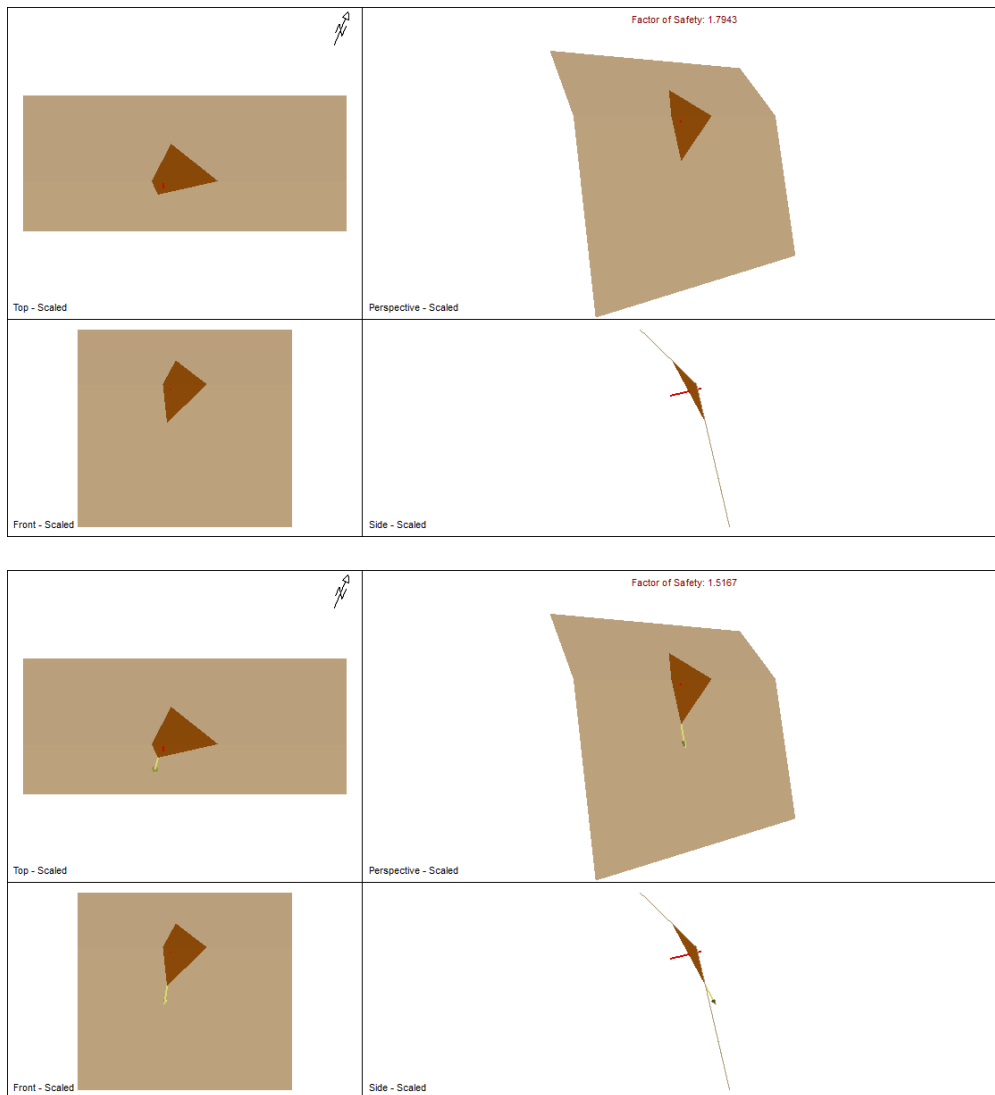 N
Factor of Safety: 1.7943
Top - Scaled
Perspective - Scaled
Front - Scaled
Side - Scaled
N
Factor of Safety: 1.5167
Top - Scaled
Perspective - Scaled
Front - Scaled
Side - Scaled